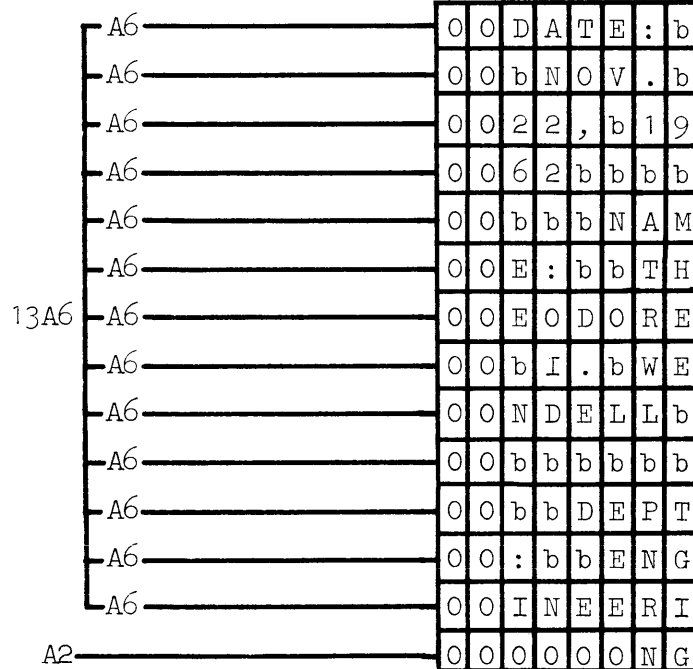 A6 0 0 D A T E : b
A6 0 0 b N O V . b
A6 0 0 2 2 , b 1 9
A6 0 0 6 2 b b b b
A6 0 0 b b b N A M
A6 0 0 E : b b T H
13A6 A6 0 0 E O D O R E
A6 0 0 b I . b W E
A6 0 0 N D E L L b
A6 0 0 b b b b b b
A6 0 0 b b D E P T
A6 0 0 : b b E N G
A6 0 0 I N E E R I
A2 0 0 0 0 0 0 N G